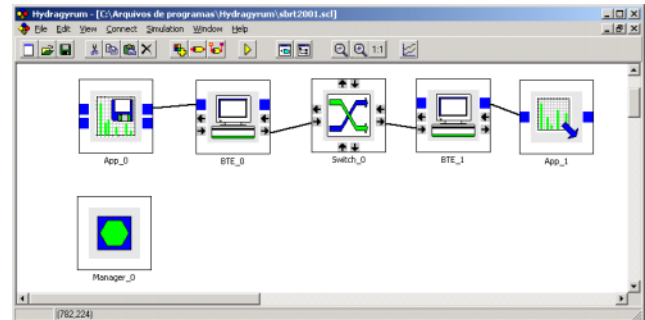 Hydragyrum - [C:\Arquivos de programas\Hydragyrum\sbrt2001.scl]
File Edit View Connect Simulation Window Help
1:1
App_0 BTE_0 Switch_0 BTE_1 App_1
Manager_0
(782,224)